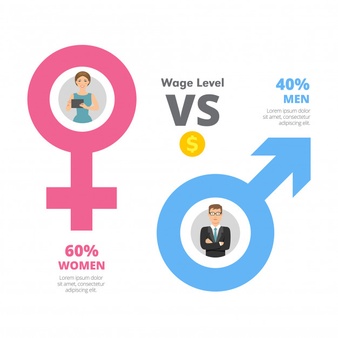 Wage Level
VS
$
40%
MEN
Lorem ipsum dolor
sit amet, consectetur
adipiscing elit
60%
WOMEN
Lorem ipsum dolor
sit amet, consectetur
adipiscing elit